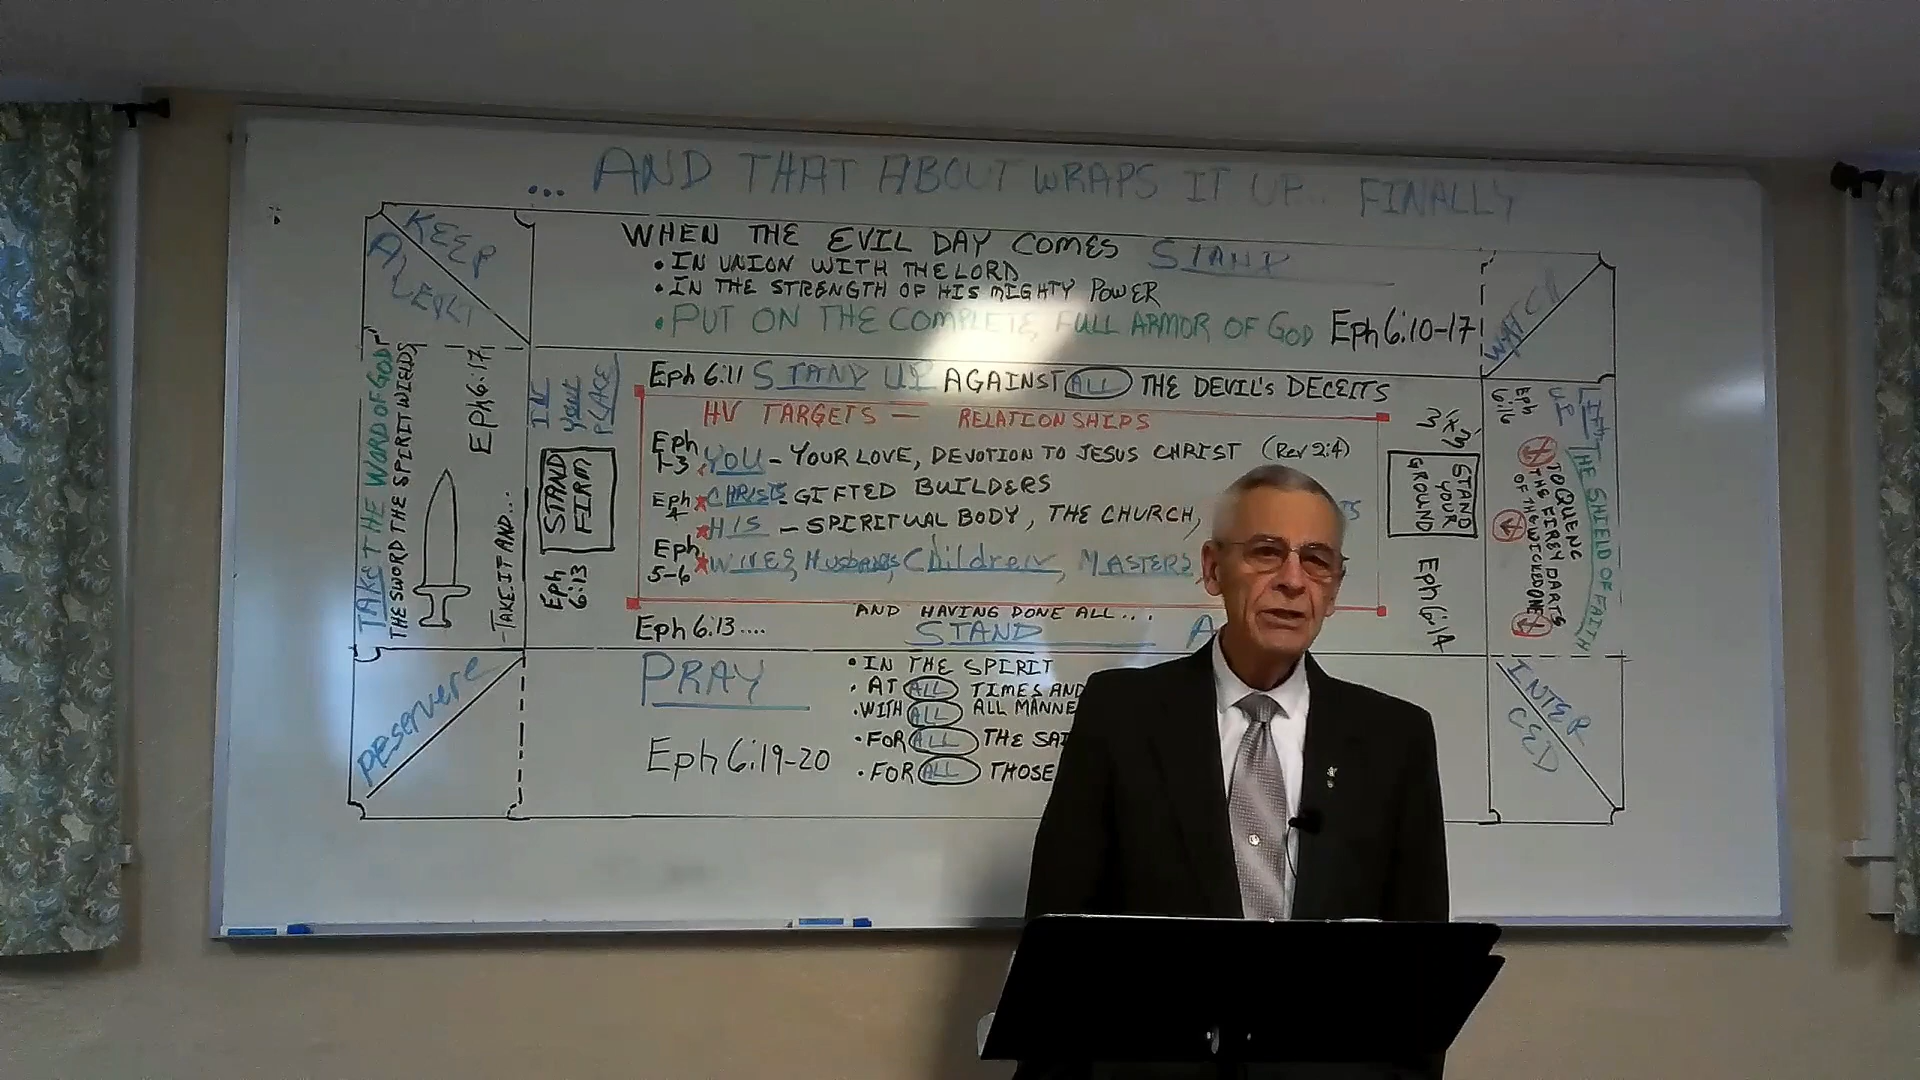 ... AND THAT ABOUT WRAPS IT UP.. FINALLY
KEEP
ALERT
WHEN THE EVIL DAY COMES STAND
• IN UNION WITH THE LORD
• IN THE STRENGTH OF HIS MIGHTY POWER
• PUT ON THE COMPLETE, FULL ARMOR OF GOD Eph 6:10-17
WATCH
TAKE THE WORD OF GOD
THE SWORD THE SPIRIT WIELDS
EPH 6:17
-TAKE IT AND...
IN
YOUR
PLACE
STAND
FIRM
Eph
6:13
Eph 6:11 STAND UP AGAINST ALL THE DEVIL'S DECEITS
HV TARGETS — RELATIONSHIPS
Eph
1-3 YOU - YOUR LOVE, DEVOTION TO JESUS CHRIST (Rev 2:4)
Eph
4 CHRISTS GIFTED BUILDERS
HIS - SPIRITUAL BODY, THE CHURCH,
Eph
5-6 WIVES, Husbands, Children, MASTERS,
AND HAVING DONE ALL...
Eph 6:13.... STAND
STAND
YOUR
GROUND
Eph 6:14
LIFT UP THE SHIELD OF FAITH
Eph
6:16
TO QUENC
THE FIREY DARTS
OF THE WICKED ONE
Perservere
PRAY
Eph 6:19-20
• IN THE SPIRIT
• AT ALL TIMES AND
• WITH ALL ALL MANNE
• FOR ALL THE SAI
• FOR ALL THOSE
INTER
CED